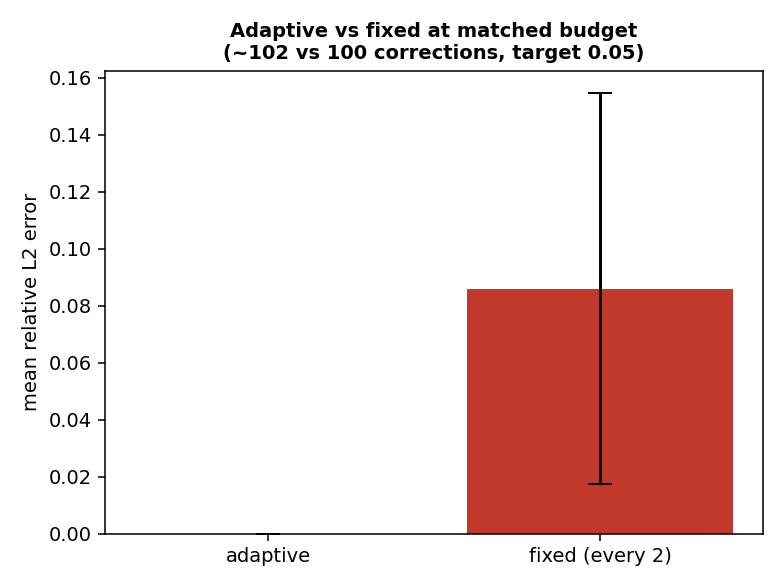 Adaptive vs fixed at matched budget
(~102 vs 100 corrections, target 0.05)
mean relative L2 error
0.16
0.14
0.12
0.10
0.08
0.06
0.04
0.02
0.00
adaptive
fixed (every 2)